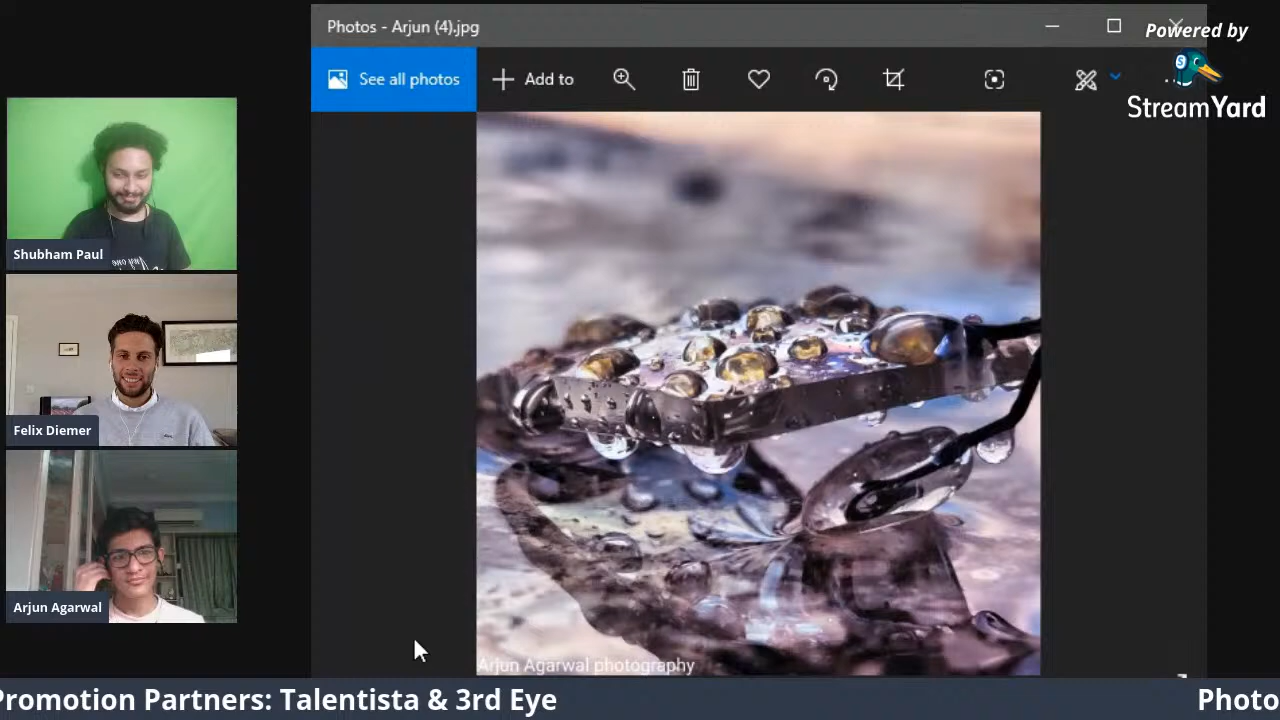 Photos - Arjun (4).jpg
Powered by
See all photos
Add to
StreamYard
Shubham Paul
Felix Diemer
Arjun Agarwal
Arjun Agarwal photography
Promotion Partners: Talentista & 3rd Eye
Photo